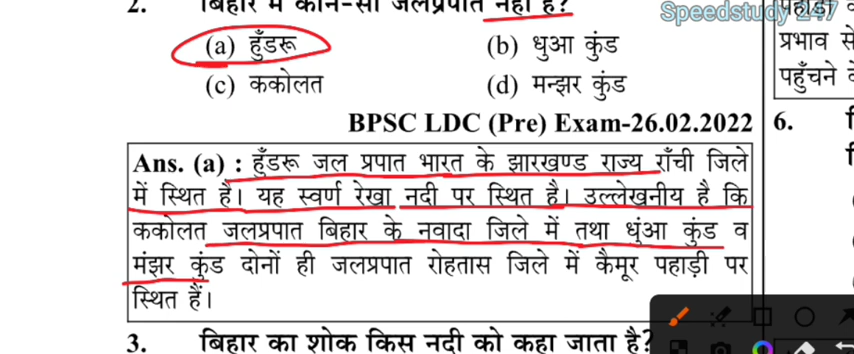 2. बिहार में कौन-सा जलप्रपात नहीं है?
(a) हुँडरू (b) धुआ कुंड
(c) ककोलत (d) मन्झर कुंड
BPSC LDC (Pre) Exam-26.02.2022
Ans. (a) : हुँडरू जल प्रपात भारत के झारखण्ड राज्य राँची जिले
में स्थित है। यह स्वर्ण रेखा नदी पर स्थित है। उल्लेखनीय है कि
ककोलत जलप्रपात बिहार के नवादा जिले में तथा धुंआ कुंड व
मंझर कुंड दोनों ही जलप्रपात रोहतास जिले में कैमूर पहाड़ी पर
स्थित हैं।
3. बिहार का शोक किस नदी को कहा जाता है?
Speedstudy 247
प्रभाव से
पहुँचने
6.